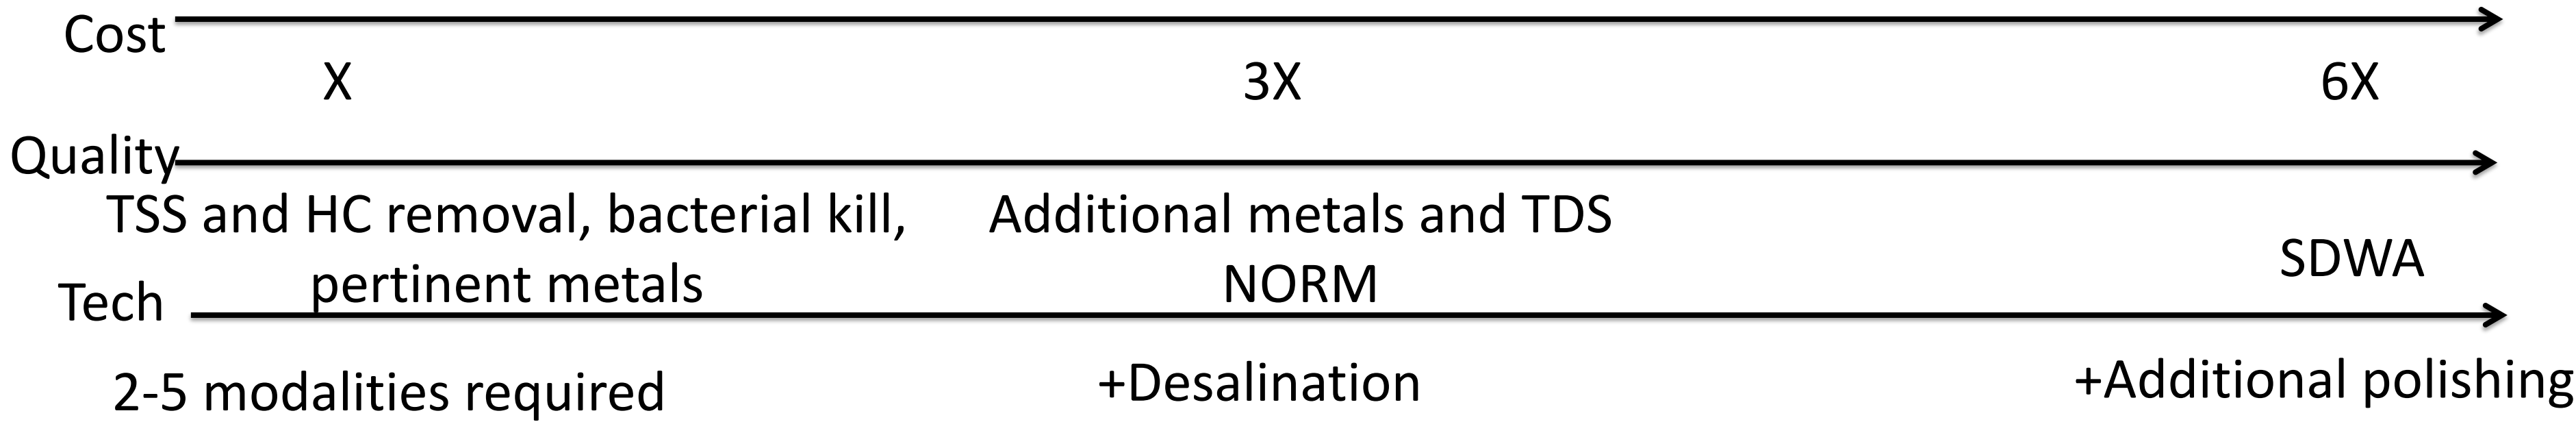 Cost
X 3X 6X
Quality
TSS and HC removal, bacterial kill, Additional metals and TDS
SDWA
pertinent metals NORM
Tech
2-5 modalities required +Desalination +Additional polishing